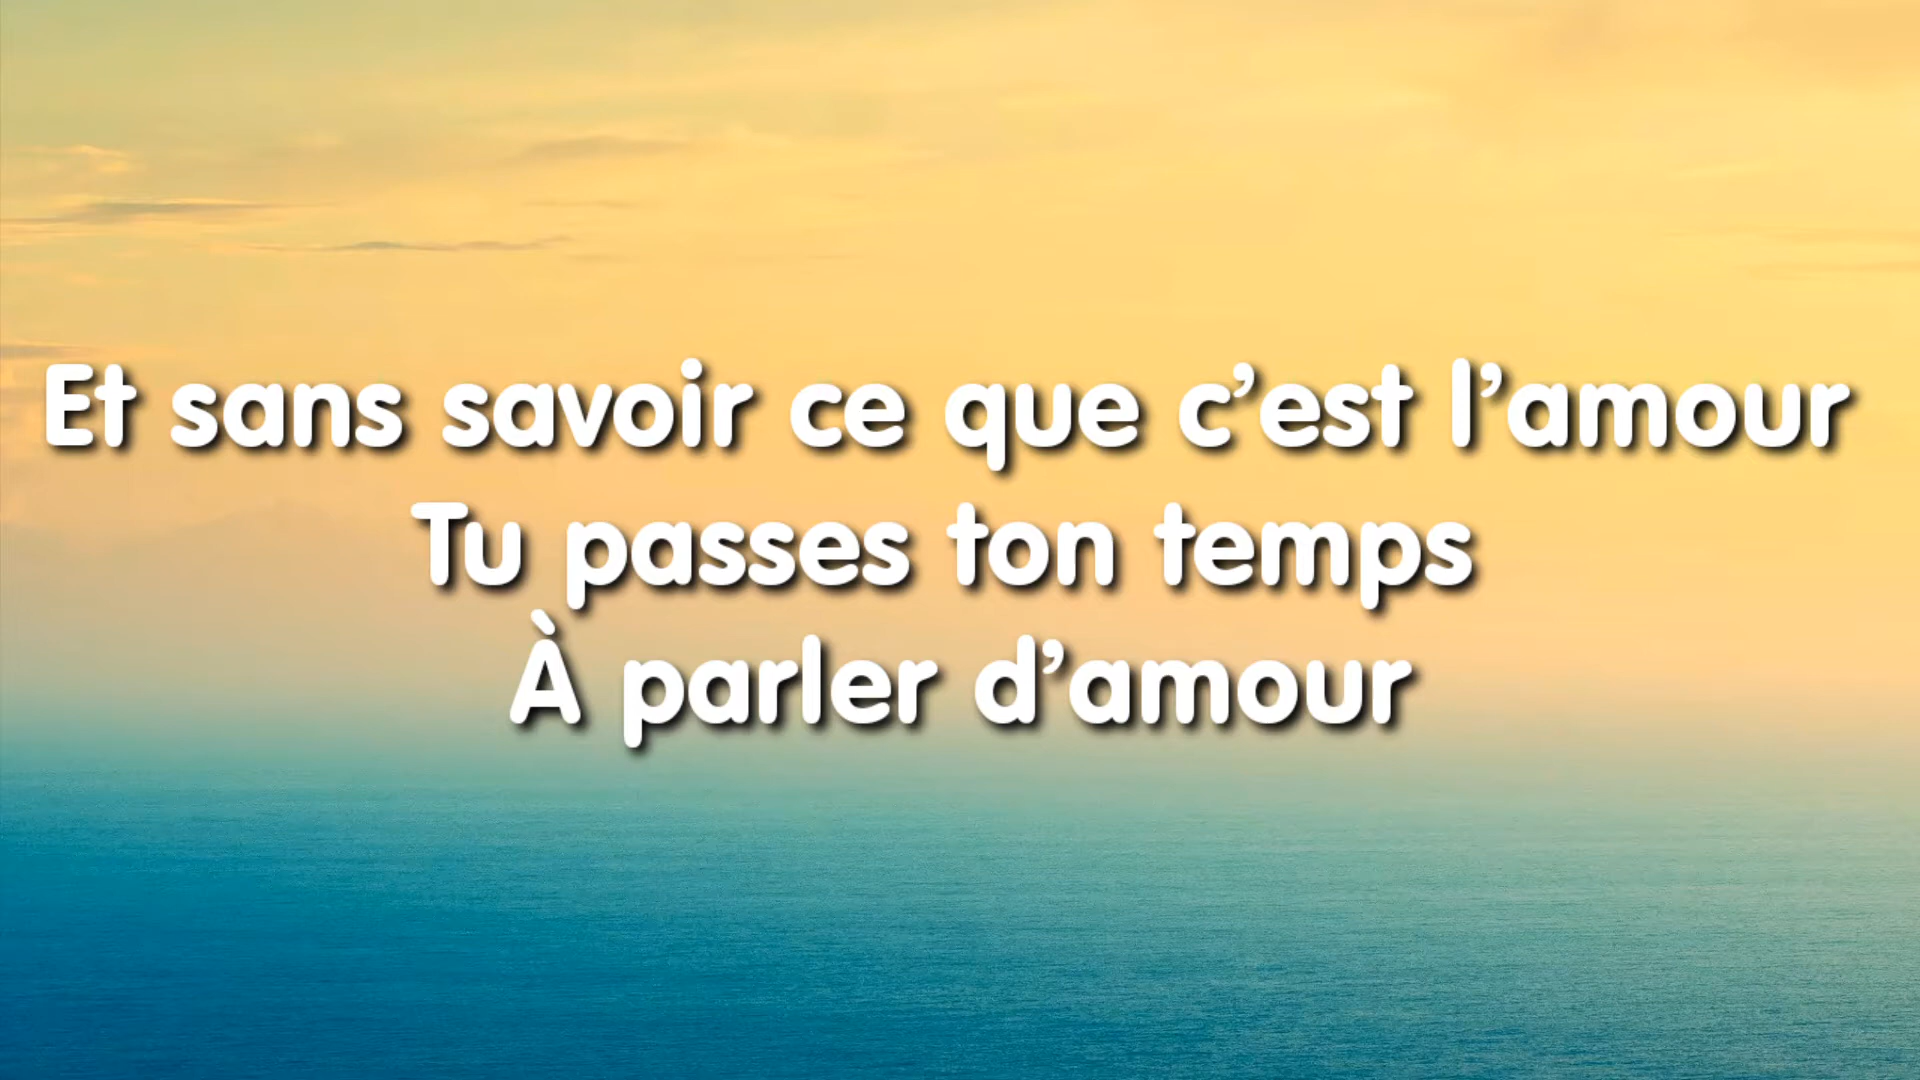 Et sans savoir ce que c’est l’amour
Tu passes ton temps
À parler d’amour